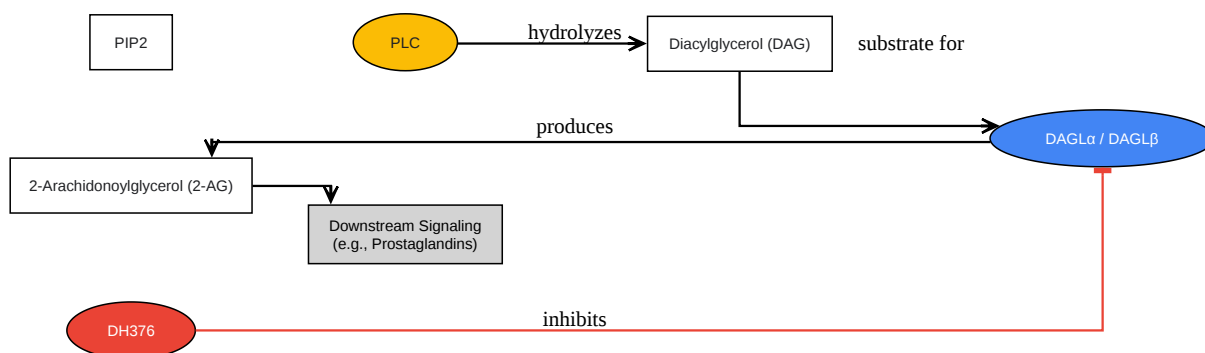 PIP2
PLC
hydrolyzes
Diacylglycerol (DAG)
substrate for
produces
DAGLα / DAGLβ
2-Arachidonoylglycerol (2-AG)
Downstream Signaling
(e.g., Prostaglandins)
DH376
inhibits